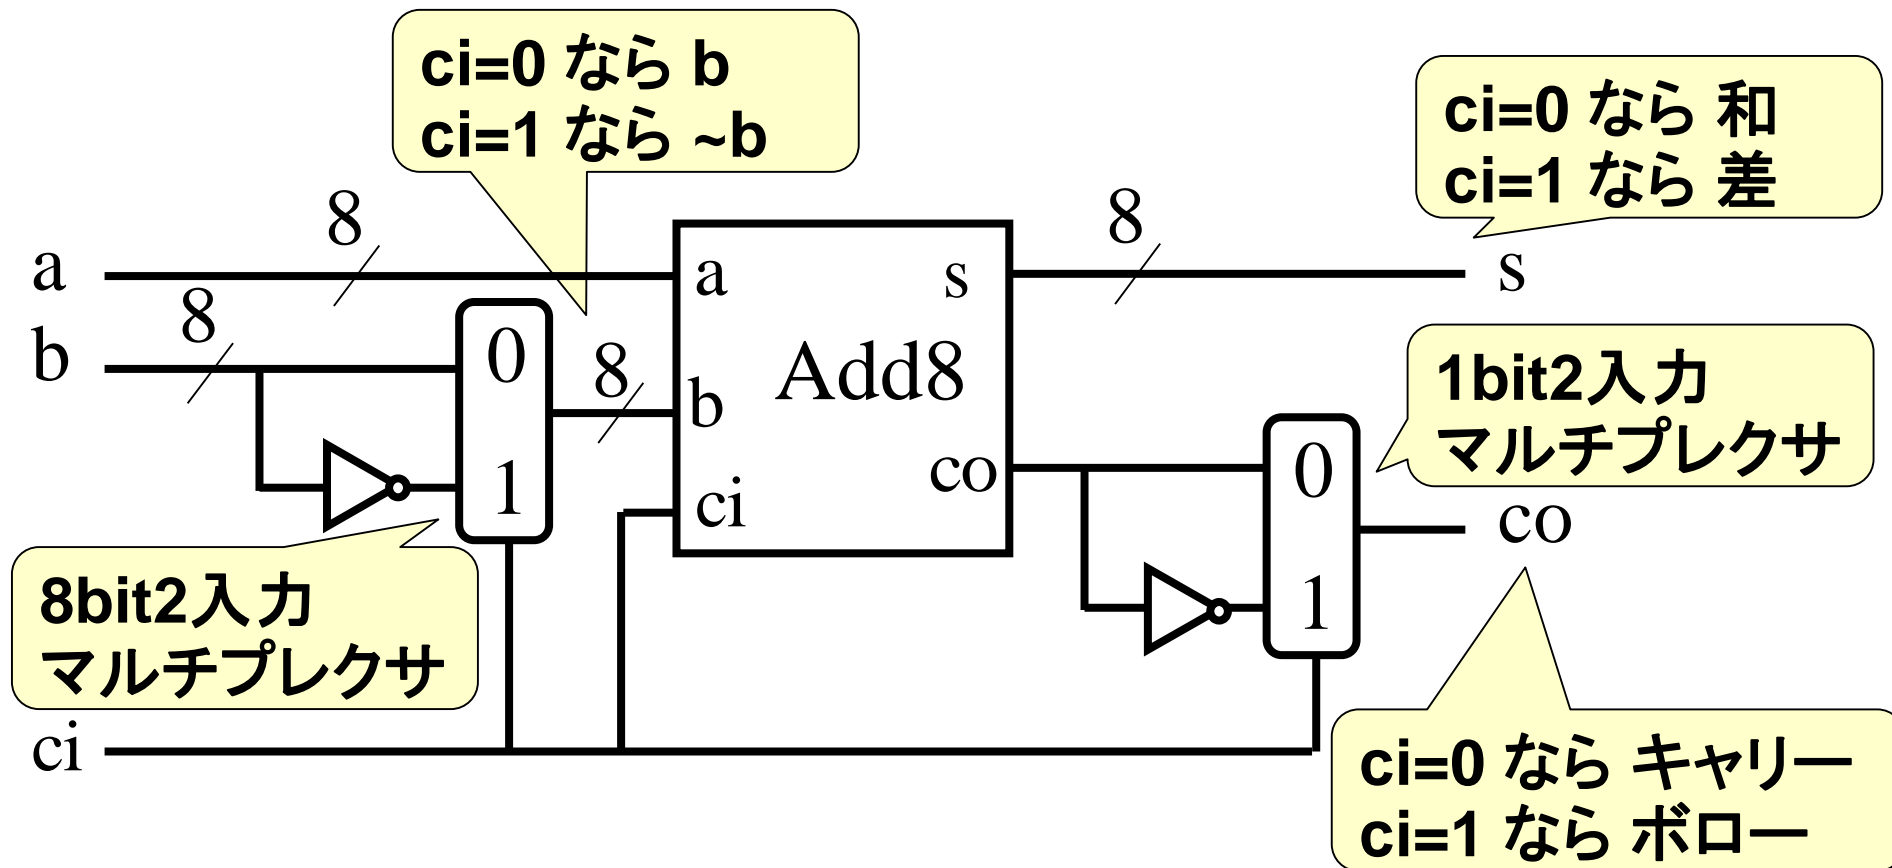 ci=0 なら b
ci=1 なら ~b
ci=0 なら 和
ci=1 なら 差
8
8
a
a
s
s
8
b
0
8
b
Add8
1bit2入力
マルチプレクサ
1
ci
co
0
co
8bit2入力
マルチプレクサ
1
ci
ci=0 なら キャリー
ci=1 なら ボロー